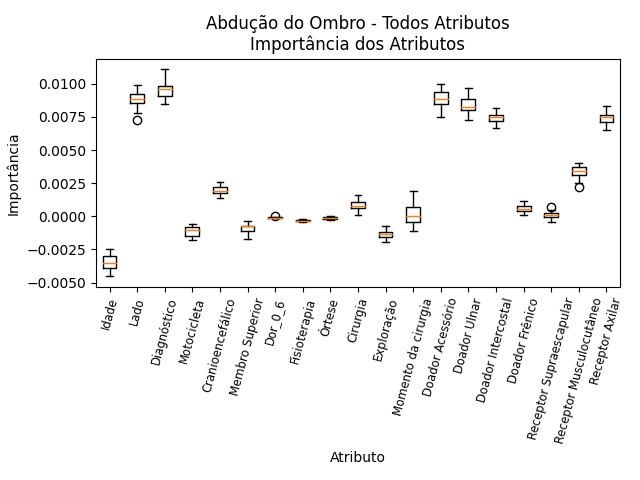 Abdução do Ombro - Todos Atributos
Importância dos Atributos
Importância
0.0100
0.0075
0.0050
0.0025
0.0000
−0.0025
−0.0050
Idade
Lado
Diagnóstico
Motocicleta
Cranioencefálico
Membro Superior
Dor_0_6
Fisioterapia
Órtese
Cirurgia
Exploração
Momento da cirurgia
Doador Acessório
Doador Ulnar
Doador Intercostal
Doador Frênico
Receptor Supraescapular
Receptor Musculocutâneo
Receptor Axilar
Atributo